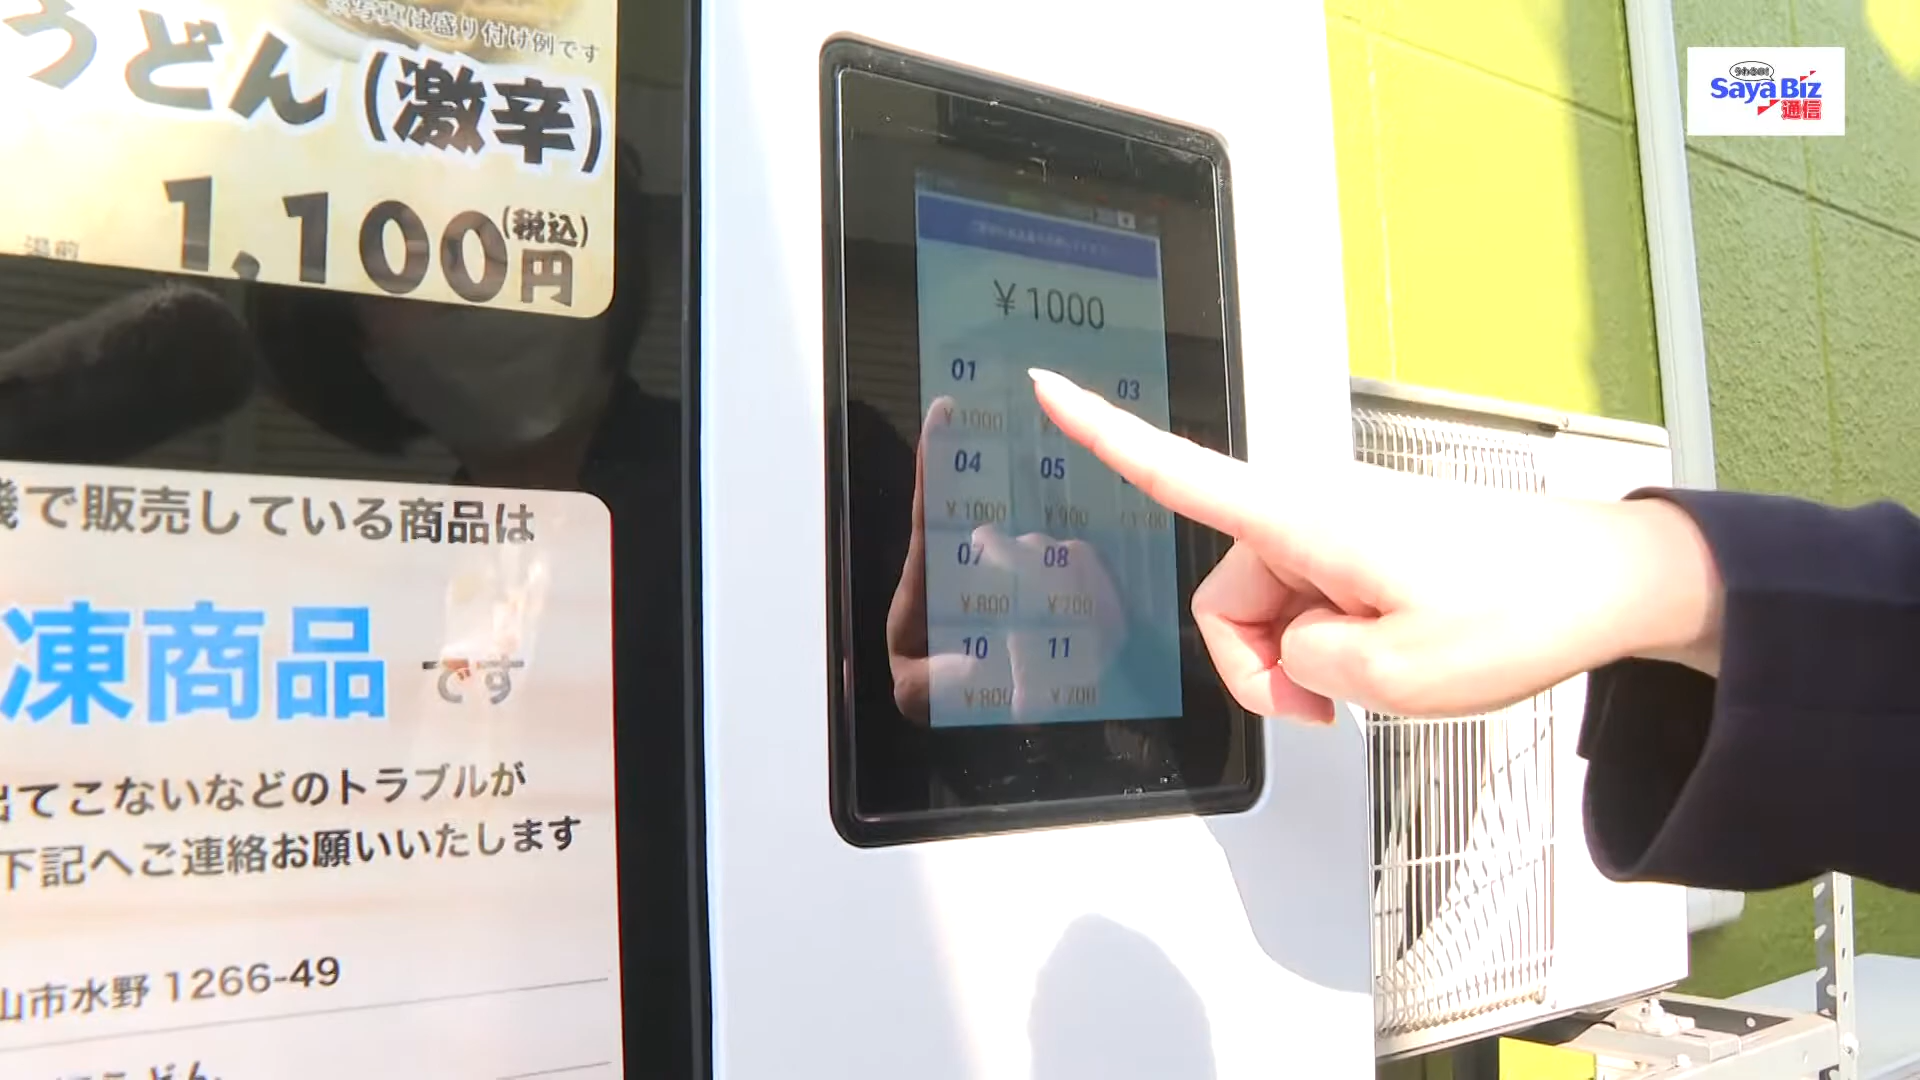 写真は盛り付け例です
うどん(激辛)
1,100円(税込)
湯前
機で販売している商品は
凍商品です
出てこないなどのトラブルが
下記へご連絡お願いいたします
山市水野 1266-49
¥1000
01
03
¥1000
04
05
¥1000
¥900
07
08
¥800
¥700
10
11
¥800
¥700
Saya Biz
通信